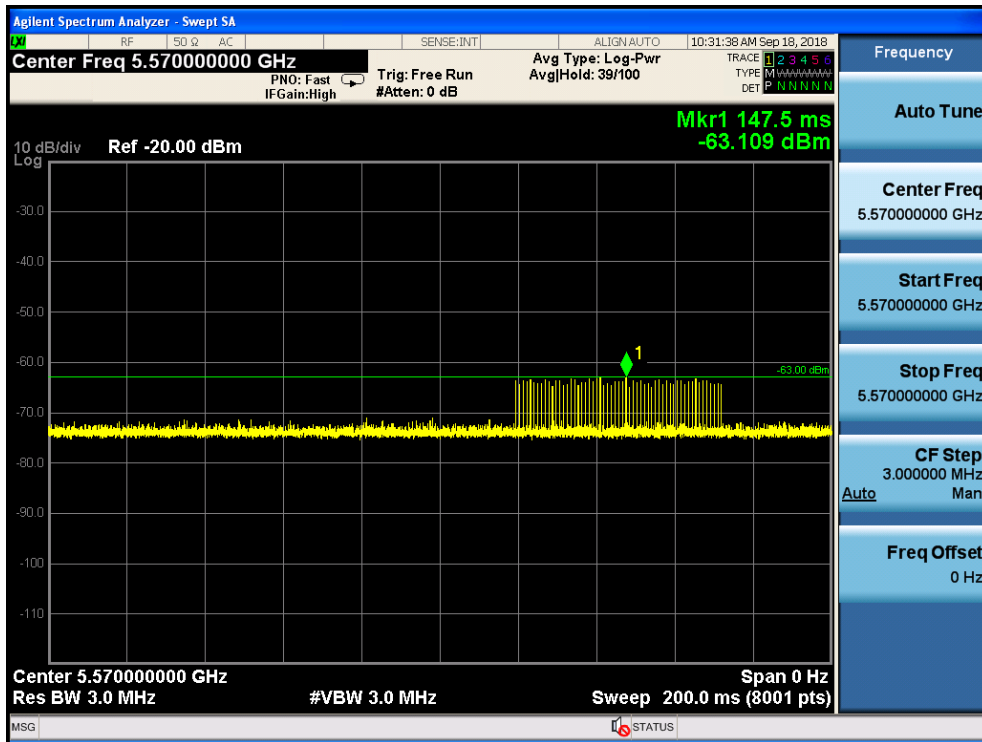 Agilent Spectrum Analyzer - Swept SA
LXI RF 50 Ω AC SENSE:INT ALIGN AUTO 10:31:38 AM Sep 18, 2018
Center Freq 5.570000000 GHz
PNO: Fast
IFGain:High
Trig: Free Run
#Atten: 0 dB
Avg Type: Log-Pwr
Avg|Hold: 39/100
TRACE 1 2 3 4 5 6
TYPE M WWWWW
DET P N N N N N
Mkr1 147.5 ms
-63.109 dBm
10 dB/div Ref -20.00 dBm
Log
-30.0
-40.0
-50.0
-60.0
1
-63.00 dBm
-70.0
-80.0
-90.0
-100
-110
Center 5.570000000 GHz Span 0 Hz
Res BW 3.0 MHz #VBW 3.0 MHz Sweep 200.0 ms (8001 pts)
MSG STATUS
Frequency
Auto Tune
Center Freq
5.570000000 GHz
Start Freq
5.570000000 GHz
Stop Freq
5.570000000 GHz
CF Step
3.000000 MHz
Auto Man
Freq Offset
0 Hz